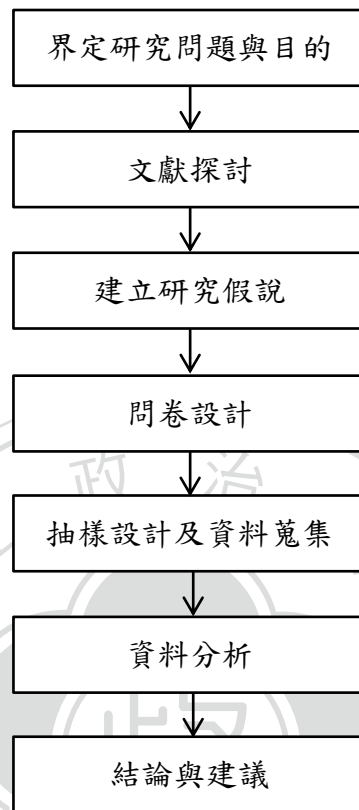 界定研究問題與目的
文獻探討
建立研究假說
問卷設計
政 治
抽樣設計及資料蒐集
資料分析
結論與建議